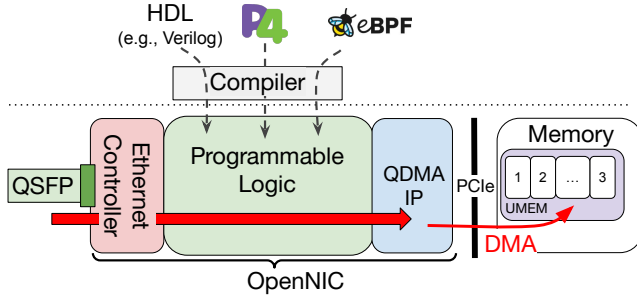 HDL
(e.g., Verilog)
P4
eBPF
Compiler
Ethernet
Controller
Programmable
Logic
QDMA
IP
PCIe
Memory
1 2 ... 3
UMEM
QSFP
DMA
OpenNIC